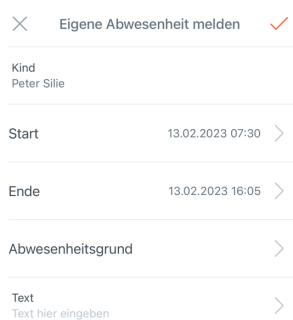 Eigene Abwesenheit melden
Kind
Peter Silie
Start 13.02.2023 07:30
Ende 13.02.2023 16:05
Abwesenheitsgrund
Text
Text hier eingeben